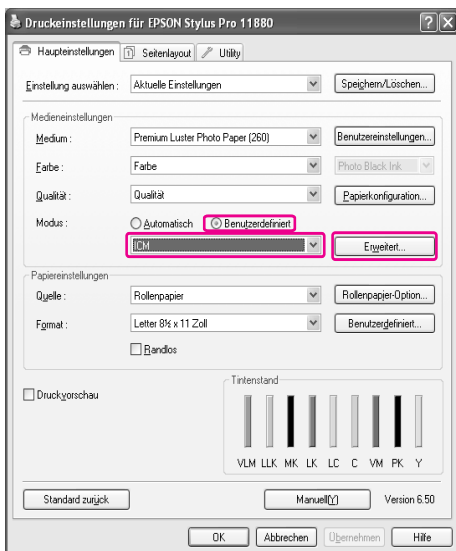 Druckeinstellungen für EPSON Stylus Pro 11880
Haupteinstellungen Seitenlayout Utility
Einstellung auswählen : Aktuelle Einstellungen Speichern/Löschen...
Medieneinstellungen
Medium : Premium Luster Photo Paper (260) Benutzereinstellungen...
Farbe : Farbe Photo Black Ink
Qualität : Qualität Papierkonfiguration...
Modus : Automatisch Benutzerdefiniert
ICM Erweitert...
Papiereinstellungen
Quelle : Rollenpapier Rollenpapier-Option...
Format : Letter 8½ x 11 Zoll Benutzerdefiniert...
Randlos
Druckvorschau
Tintenstand
VLM LLK MK LK LC C VM PK Y
Standard zurück Manuell(Y) Version 6.50
OK Abbrechen Übernehmen Hilfe